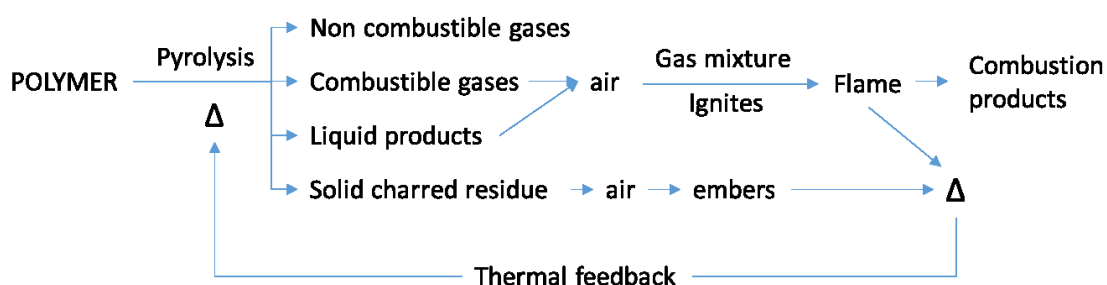 Non combustible gases
Pyrolysis
POLYMER
Δ
Combustible gases
air
Gas mixture
Ignites
Flame
Combustion
products
Liquid products
Solid charred residue
air
embers
Δ
Thermal feedback